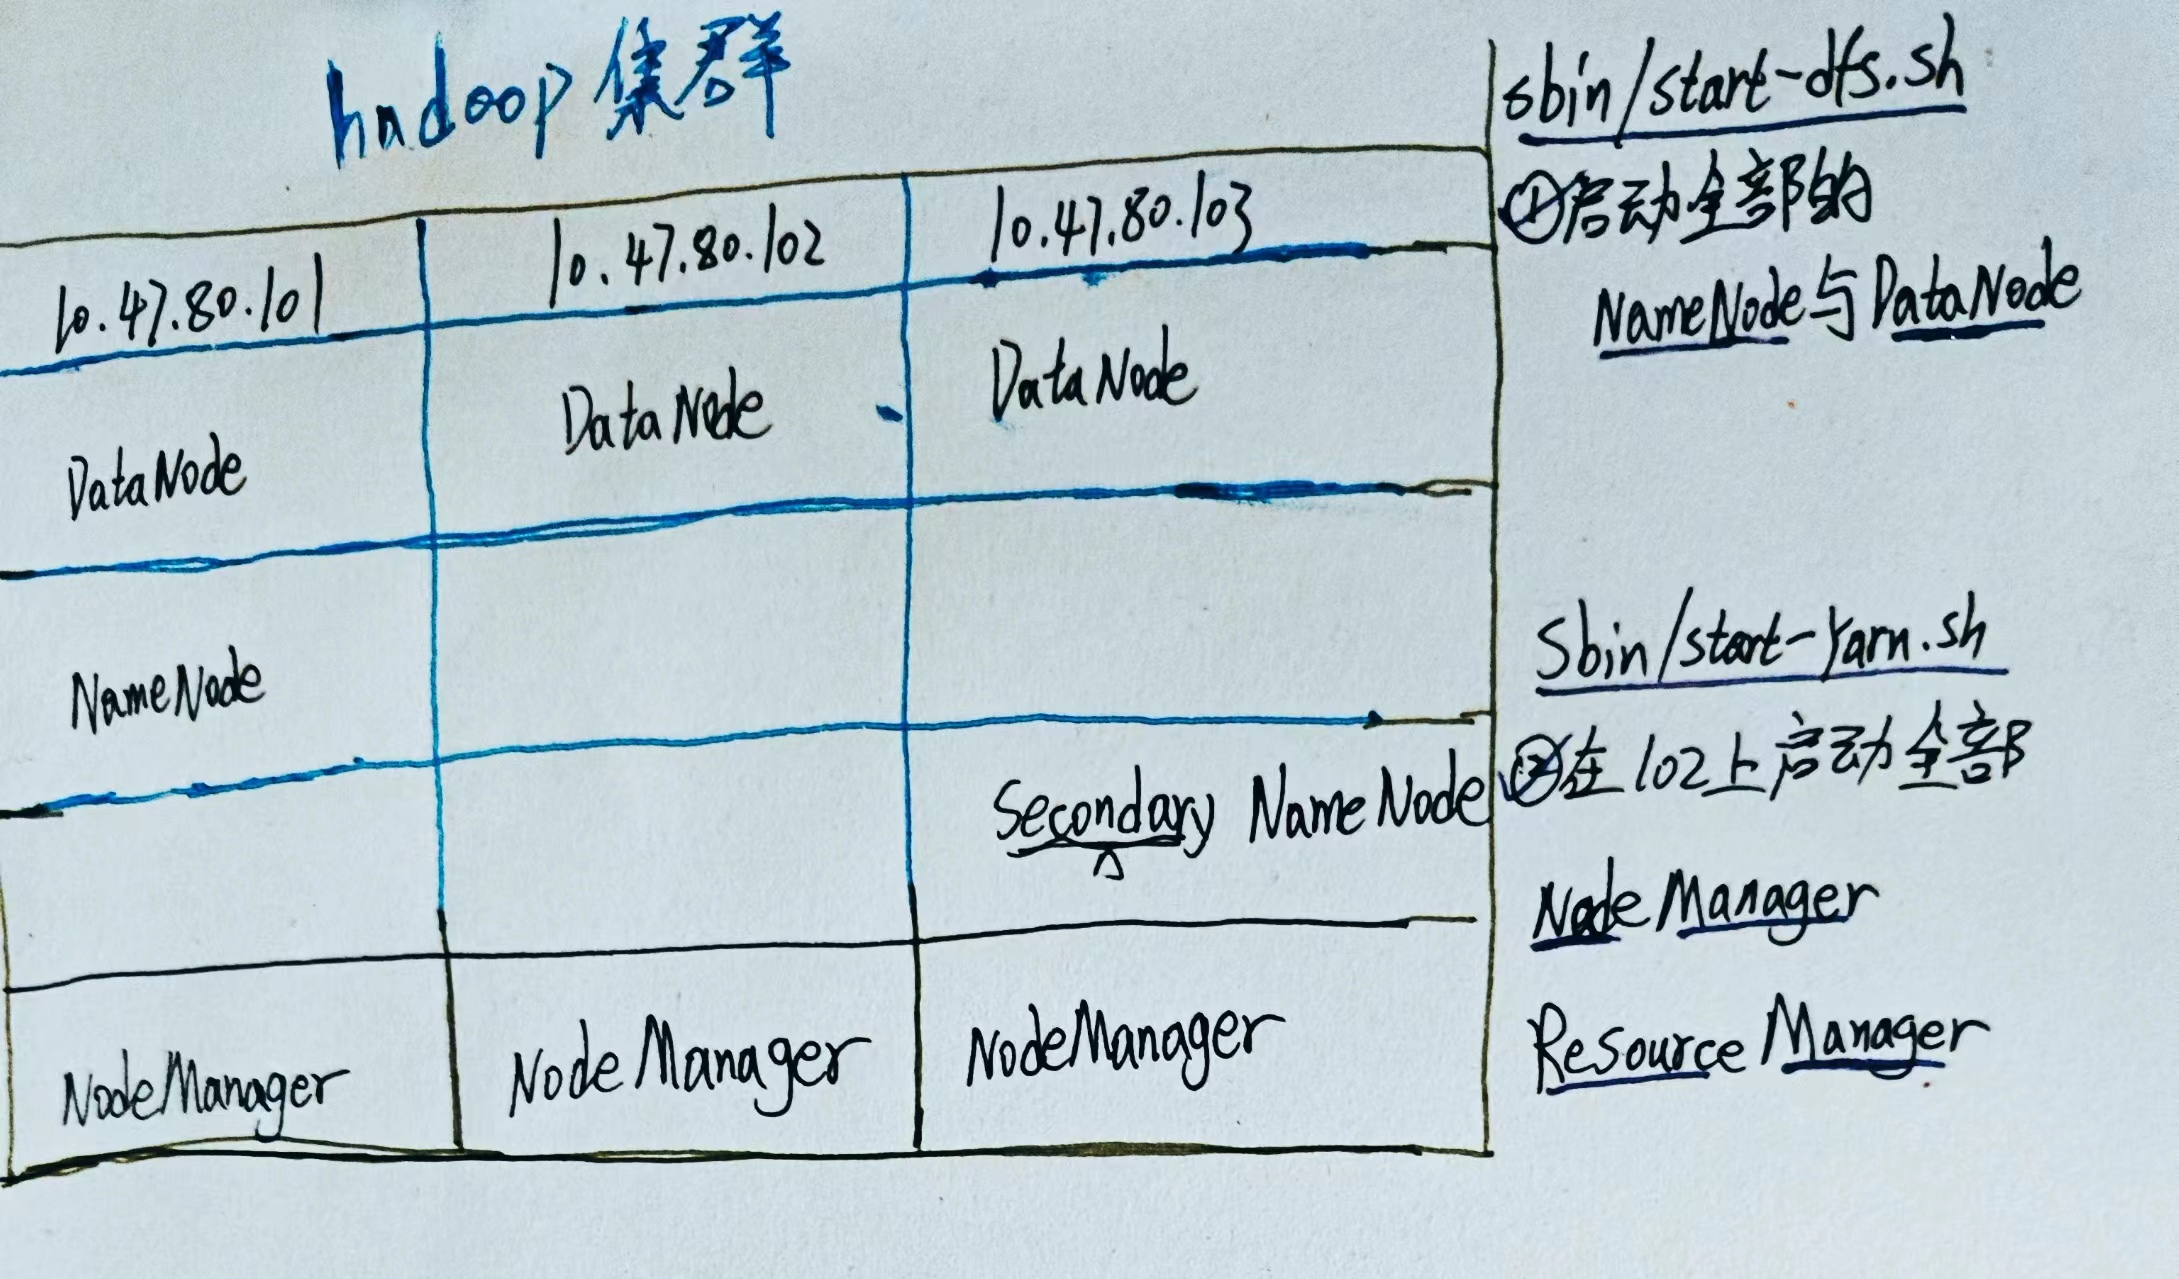 hadoop 集群
10.47.80.101 10.47.80.102 10.47.80.103
DataNode DataNode DataNode
NameNode
Secondary NameNode
NodeManager NodeManager NodeManager
sbin/start-dfs.sh
①启动全部的
NameNode与DataNode
Sbin/start-Yarn.sh
②在102上启动全部
NodeManager
Resource Manager